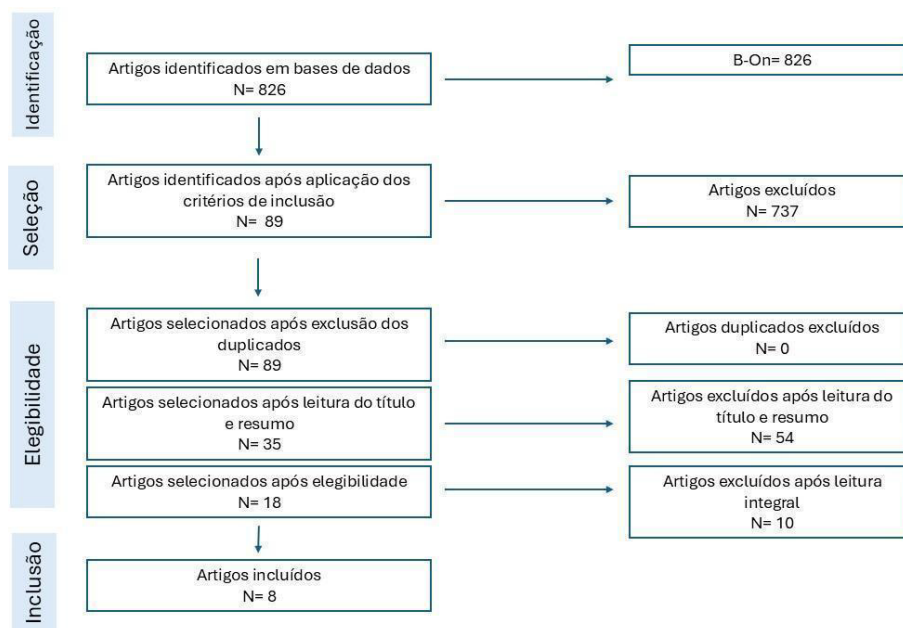 Identificação
Artigos identificados em bases de dados
N= 826
B-On= 826
Seleção
Artigos identificados após aplicação dos
critérios de inclusão
N= 89
Artigos excluídos
N= 737
Elegibilidade
Artigos selecionados após exclusão dos
duplicados
N= 89
Artigos duplicados excluídos
N= 0
Artigos selecionados após leitura do título
e resumo
N= 35
Artigos excluídos após leitura do
título e resumo
N= 54
Artigos selecionados após elegibilidade
N= 18
Artigos excluídos após leitura
integral
N= 10
Inclusão
Artigos incluídos
N= 8